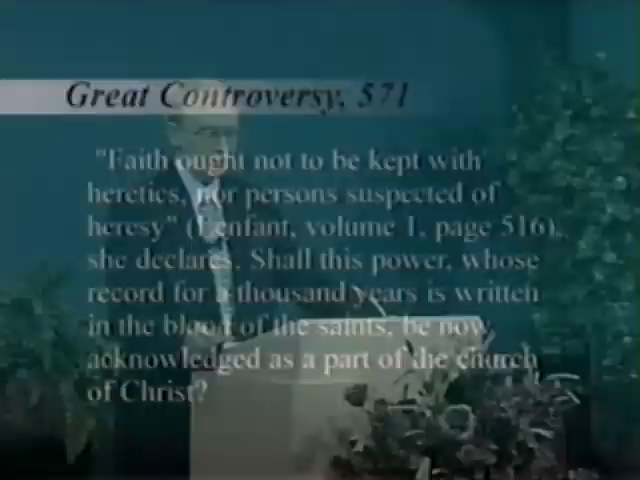 Great Controversy, 571
"Faith ought not to be kept with
heretics, nor persons suspected of
heresy" (Lenfant, volume 1, page 516),
she declares. Shall this power, whose
record for a thousand years is written
in the blood of the saints, be now
acknowledged as a part of the church
of Christ?